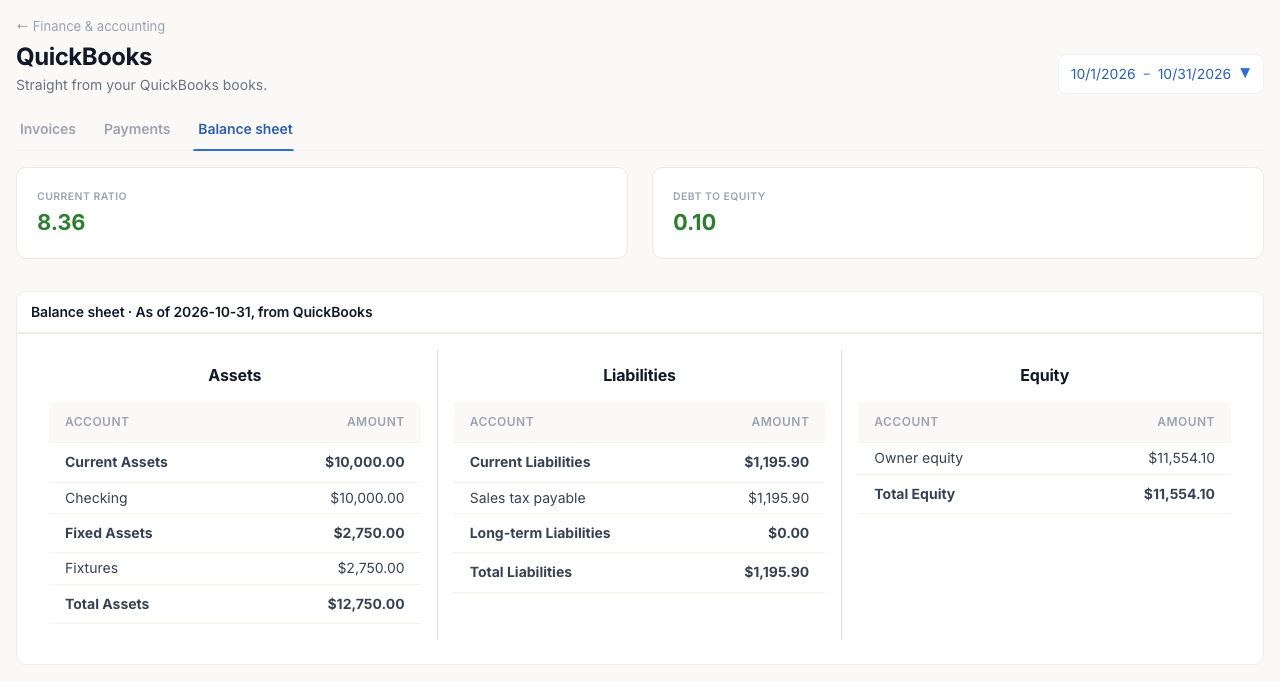 ← Finance & accounting
QuickBooks
Straight from your QuickBooks books.
10/1/2026 – 10/31/2026 ▼
Invoices Payments Balance sheet
CURRENT RATIO
8.36
DEBT TO EQUITY
0.10
Balance sheet · As of 2026-10-31, from QuickBooks
Assets
ACCOUNT AMOUNT
Current Assets $10,000.00
Checking $10,000.00
Fixed Assets $2,750.00
Fixtures $2,750.00
Total Assets $12,750.00
Liabilities
ACCOUNT AMOUNT
Current Liabilities $1,195.90
Sales tax payable $1,195.90
Long-term Liabilities $0.00
Total Liabilities $1,195.90
Equity
ACCOUNT AMOUNT
Owner equity $11,554.10
Total Equity $11,554.10